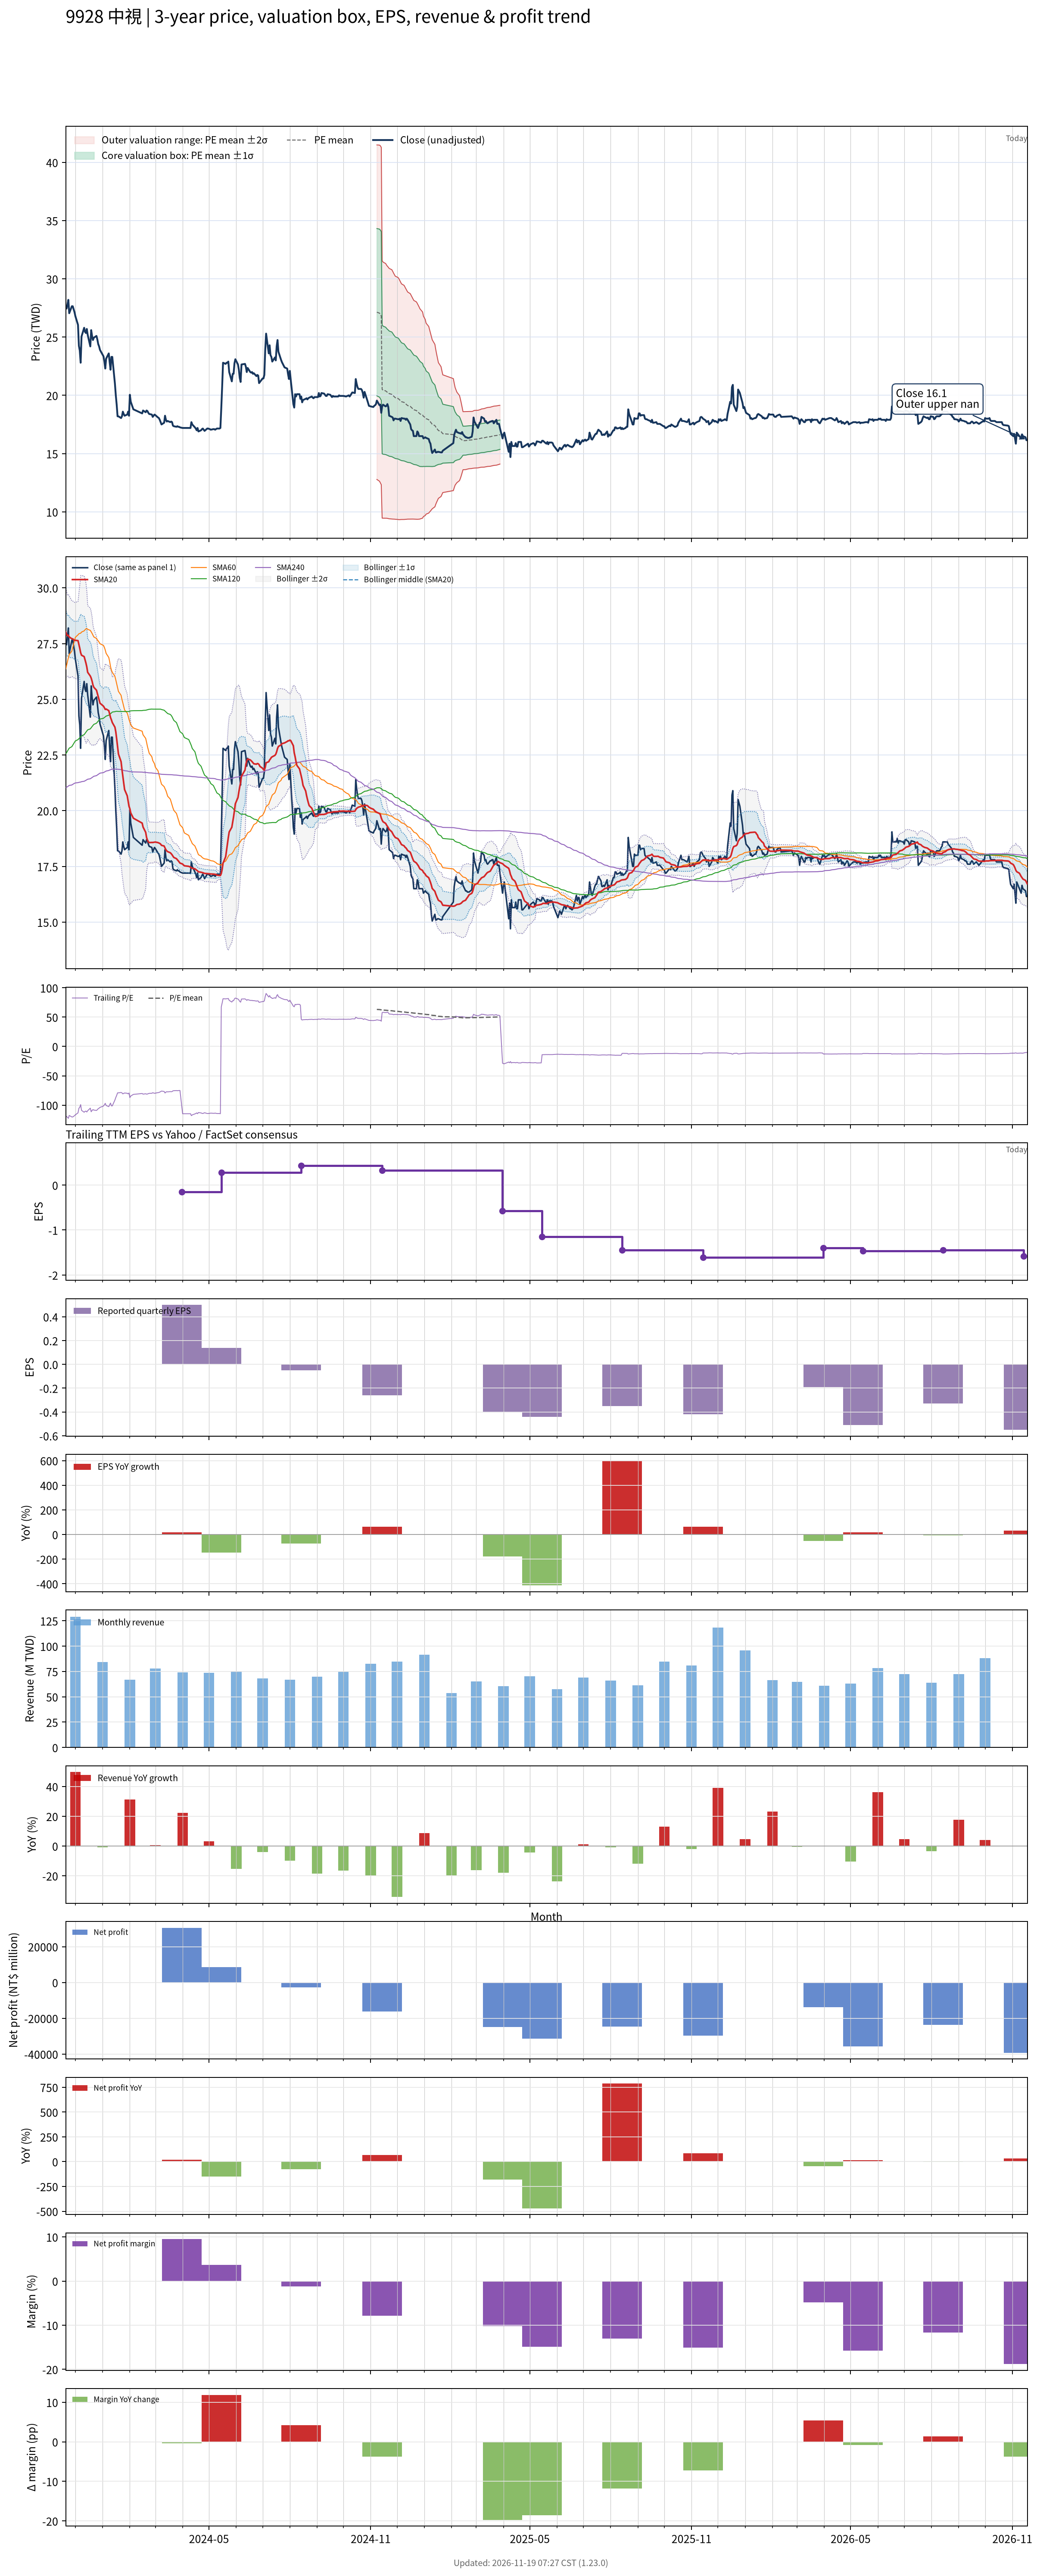 9928 中視 | 3-year price, valuation box, EPS, revenue & profit trend
Outer valuation range: PE mean ±2σ
PE mean
Close (unadjusted)
Core valuation box: PE mean ±1σ
Today
40
35
30
25
20
15
10
Price (TWD)
Close 16.1
Outer upper nan
Close (same as panel 1)
SMA60
SMA240
Bollinger ±1σ
SMA20
SMA120
Bollinger ±2σ
Bollinger middle (SMA20)
30.0
27.5
25.0
22.5
20.0
17.5
15.0
Price
Trailing P/E
P/E mean
100
50
0
-50
-100
P/E
Trailing TTM EPS vs Yahoo / FactSet consensus
Today
0
-1
-2
EPS
Reported quarterly EPS
0.4
0.2
0.0
-0.2
-0.4
-0.6
EPS
EPS YoY growth
600
400
200
0
-200
-400
YoY (%)
Monthly revenue
125
100
75
50
25
0
Revenue (M TWD)
Revenue YoY growth
40
20
0
-20
YoY (%)
Month
Net profit
20000
0
-20000
-40000
Net profit (NT$ million)
Net profit YoY
750
500
250
0
-250
-500
YoY (%)
Net profit margin
10
0
-10
-20
Margin (%)
Margin YoY change
10
0
-10
-20
Δ margin (pp)
2024-05
2024-11
2025-05
2025-11
2026-05
2026-11
Updated: 2026-11-19 07:27 CST (1.23.0)